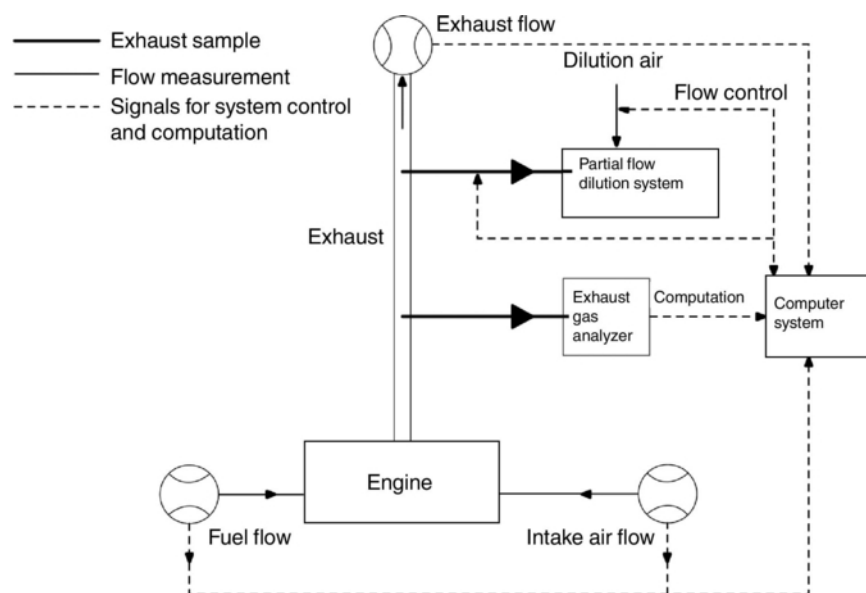 Exhaust sample
Flow measurement
Signals for system control
and computation
Exhaust flow
Dilution air
Flow control
Partial flow
dilution system
Exhaust
Exhaust
gas
analyzer
Computation
Computer
system
Engine
Fuel flow
Intake air flow